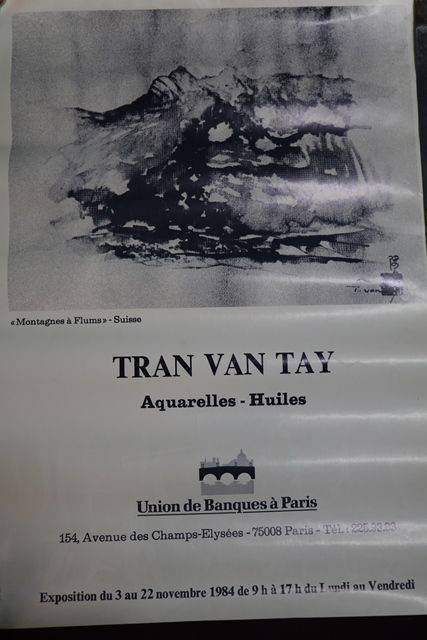 «Montagnes à Flums» - Suisse
TRAN VAN TAY
Aquarelles - Huiles
Union de Banques à Paris
154, Avenue des Champs-Elysées - 75008 Paris - Tél.:
Exposition du 3 au 22 novembre 1984 de 9 h à 17 h du Lundi au Vendredi